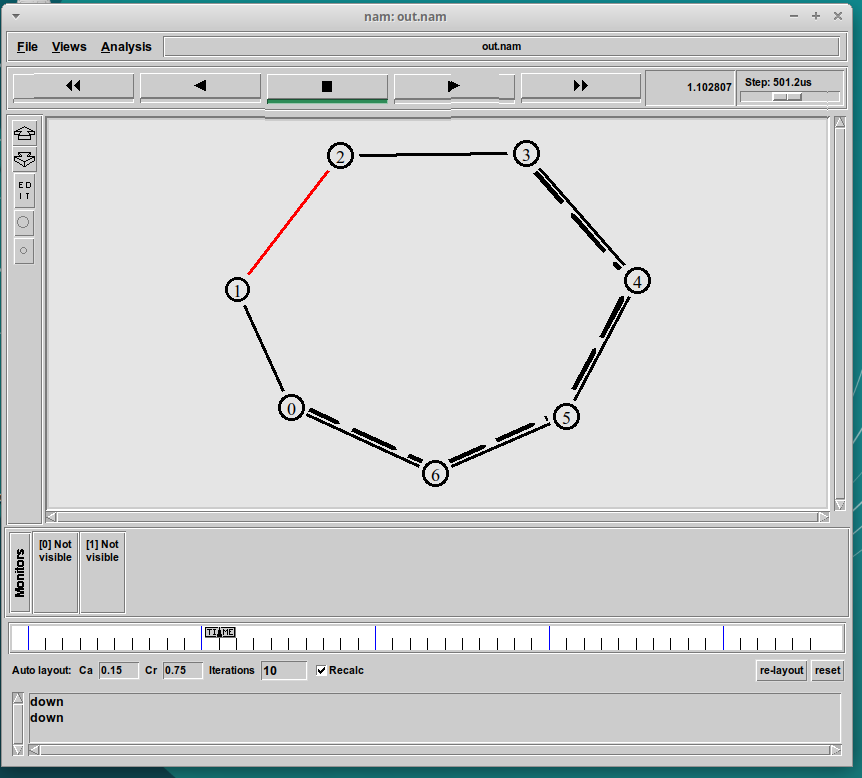 nam: out.nam
File Views Analysis out.nam
1.102807 Step: 501.2us
ED
IT
2
3
4
1
0
5
6
Monitors
[0] Not
visible
[1] Not
visible
TIME
Auto layout: Ca 0.15 Cr 0.75 Iterations 10 Recalc re-layout reset
down
down